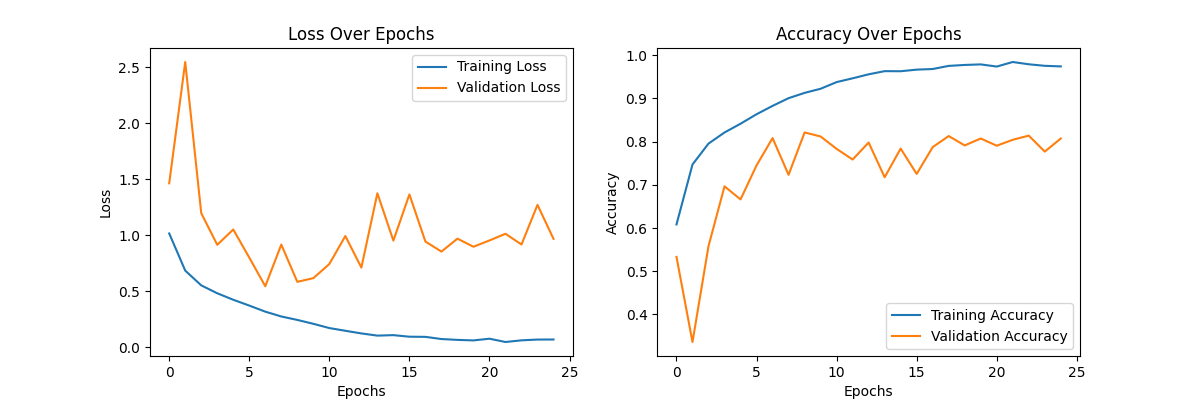 Loss Over Epochs
2.5
2.0
1.5
1.0
0.5
0.0
Loss
Training Loss
Validation Loss
0 5 10 15 20 25
Epochs
Accuracy Over Epochs
1.0
0.9
0.8
0.7
0.6
0.5
0.4
Accuracy
Training Accuracy
Validation Accuracy
0 5 10 15 20 25
Epochs